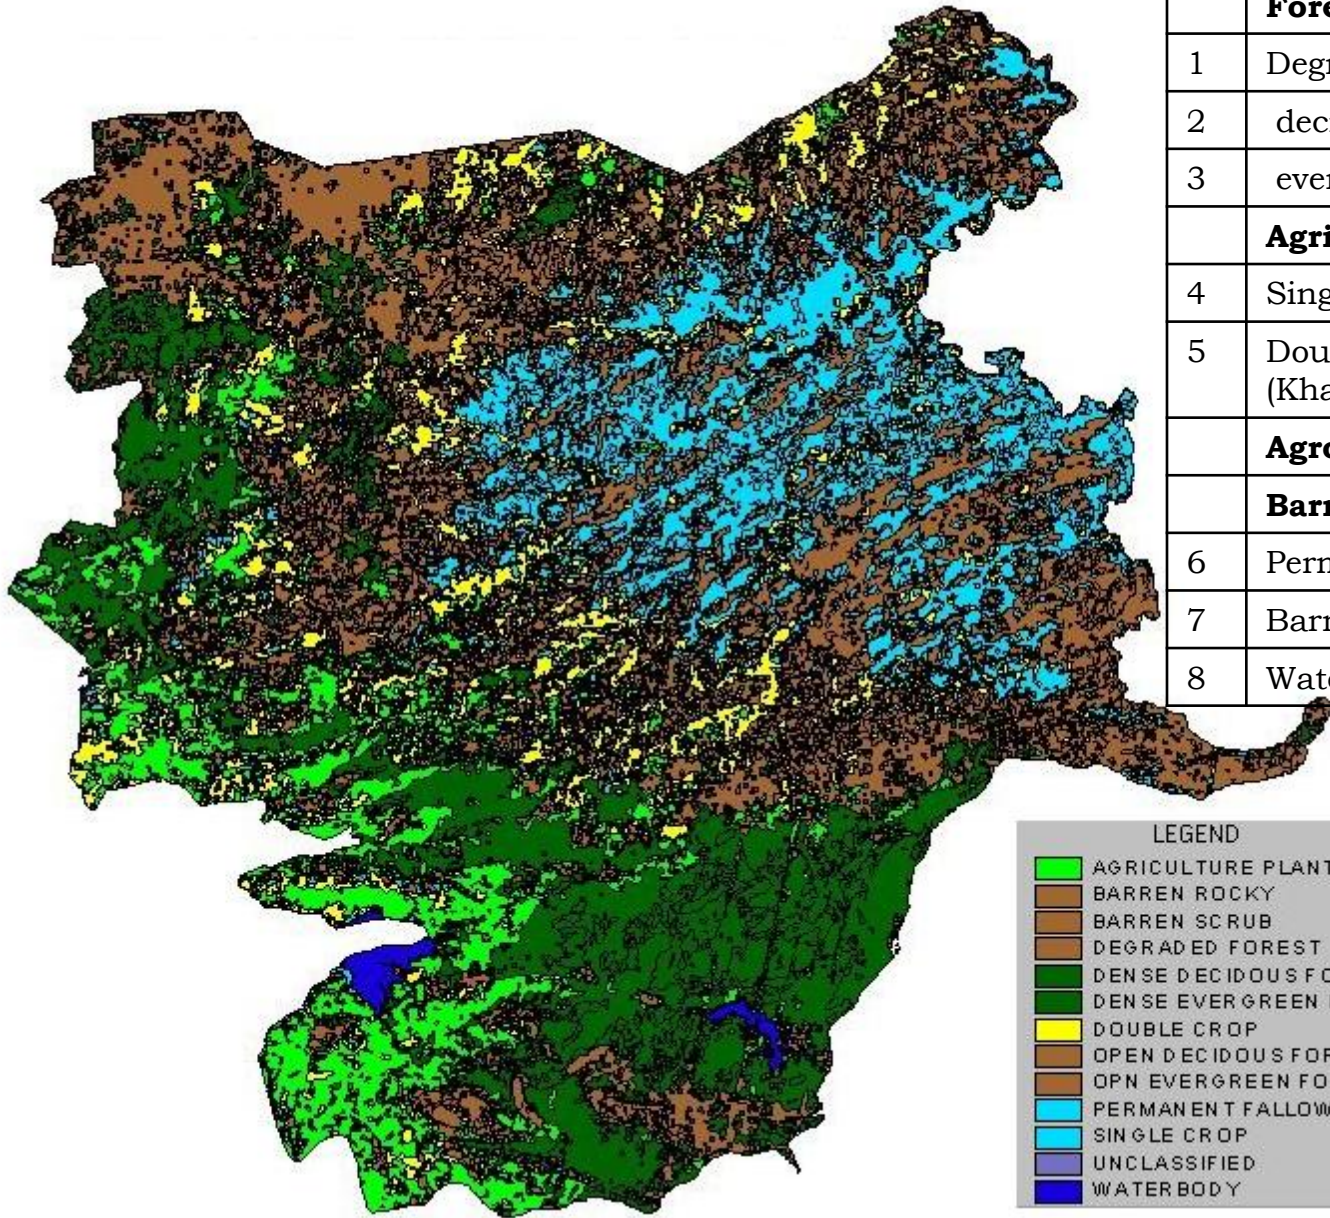 Fore
1 Degr
2 dec
3 ever
Agri
4 Sing
5 Dou
(Kha
Agro
Barr
6 Perm
7 Barr
8 Wate
LEGEND
AGRICULTURE PLANT
BARREN ROCKY
BARREN SCRUB
DEGRADED FOREST
DENSE DECIDOUS FO
DENSE EVERGREEN
DOUBLE CROP
OPEN DECIDOUS FOR
OPN EVERGREEN FO
PERMANENT FALLOW
SINGLE CROP
UNCLASSIFIED
WATERBODY